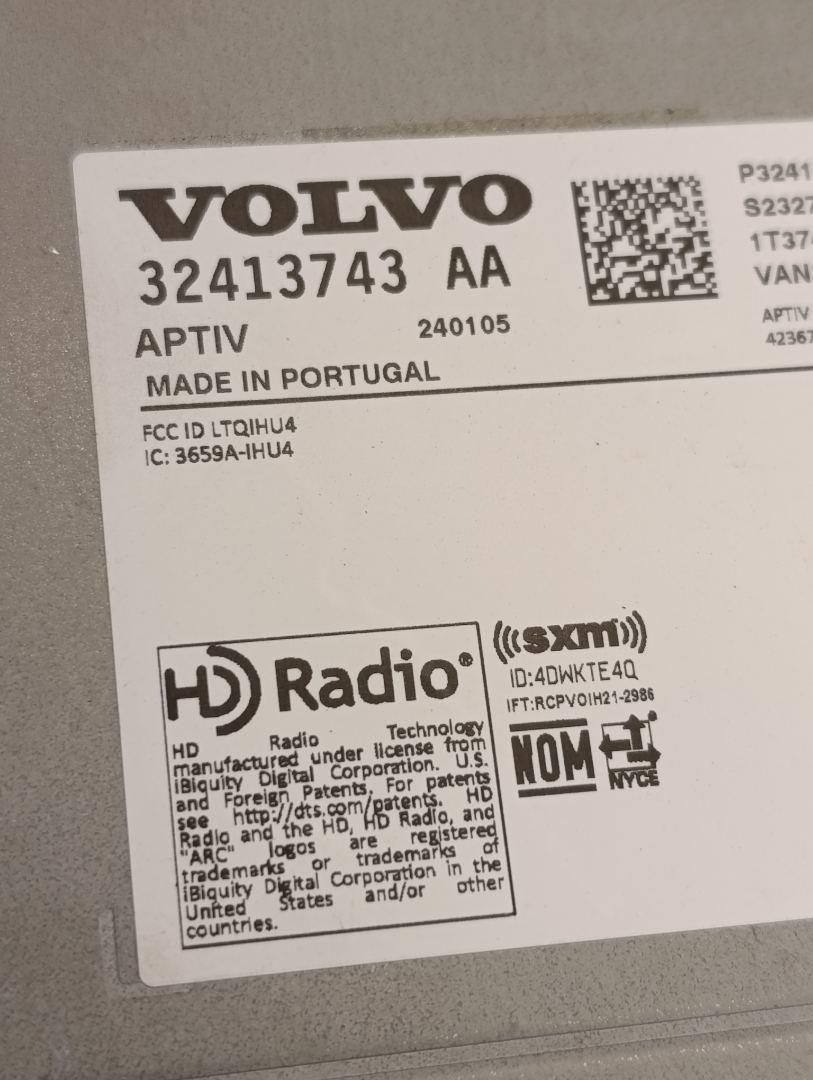 VOLVO
32413743 AA
APTIV 240105
MADE IN PORTUGAL
P3241
S2327
1T37
VAN
APTIV
42367
FCC ID LTQIHU4
IC: 3659A-IHU4
HD Radio®
HD Radio Technology
manufactured under license from
iBiquity Digital Corporation. U.S.
and Foreign Patents. For patents
see http://dts.com/patents. HD
Radio and the HD, HD Radio, and
"ARC" logos are registered
trademarks or trademarks of
iBiquity Digital Corporation in the
United States and/or other
countries.
(((sxm)))
ID:4DWKTE4Q
IFT:RCPVOIH21-2986
NOM
NYCE